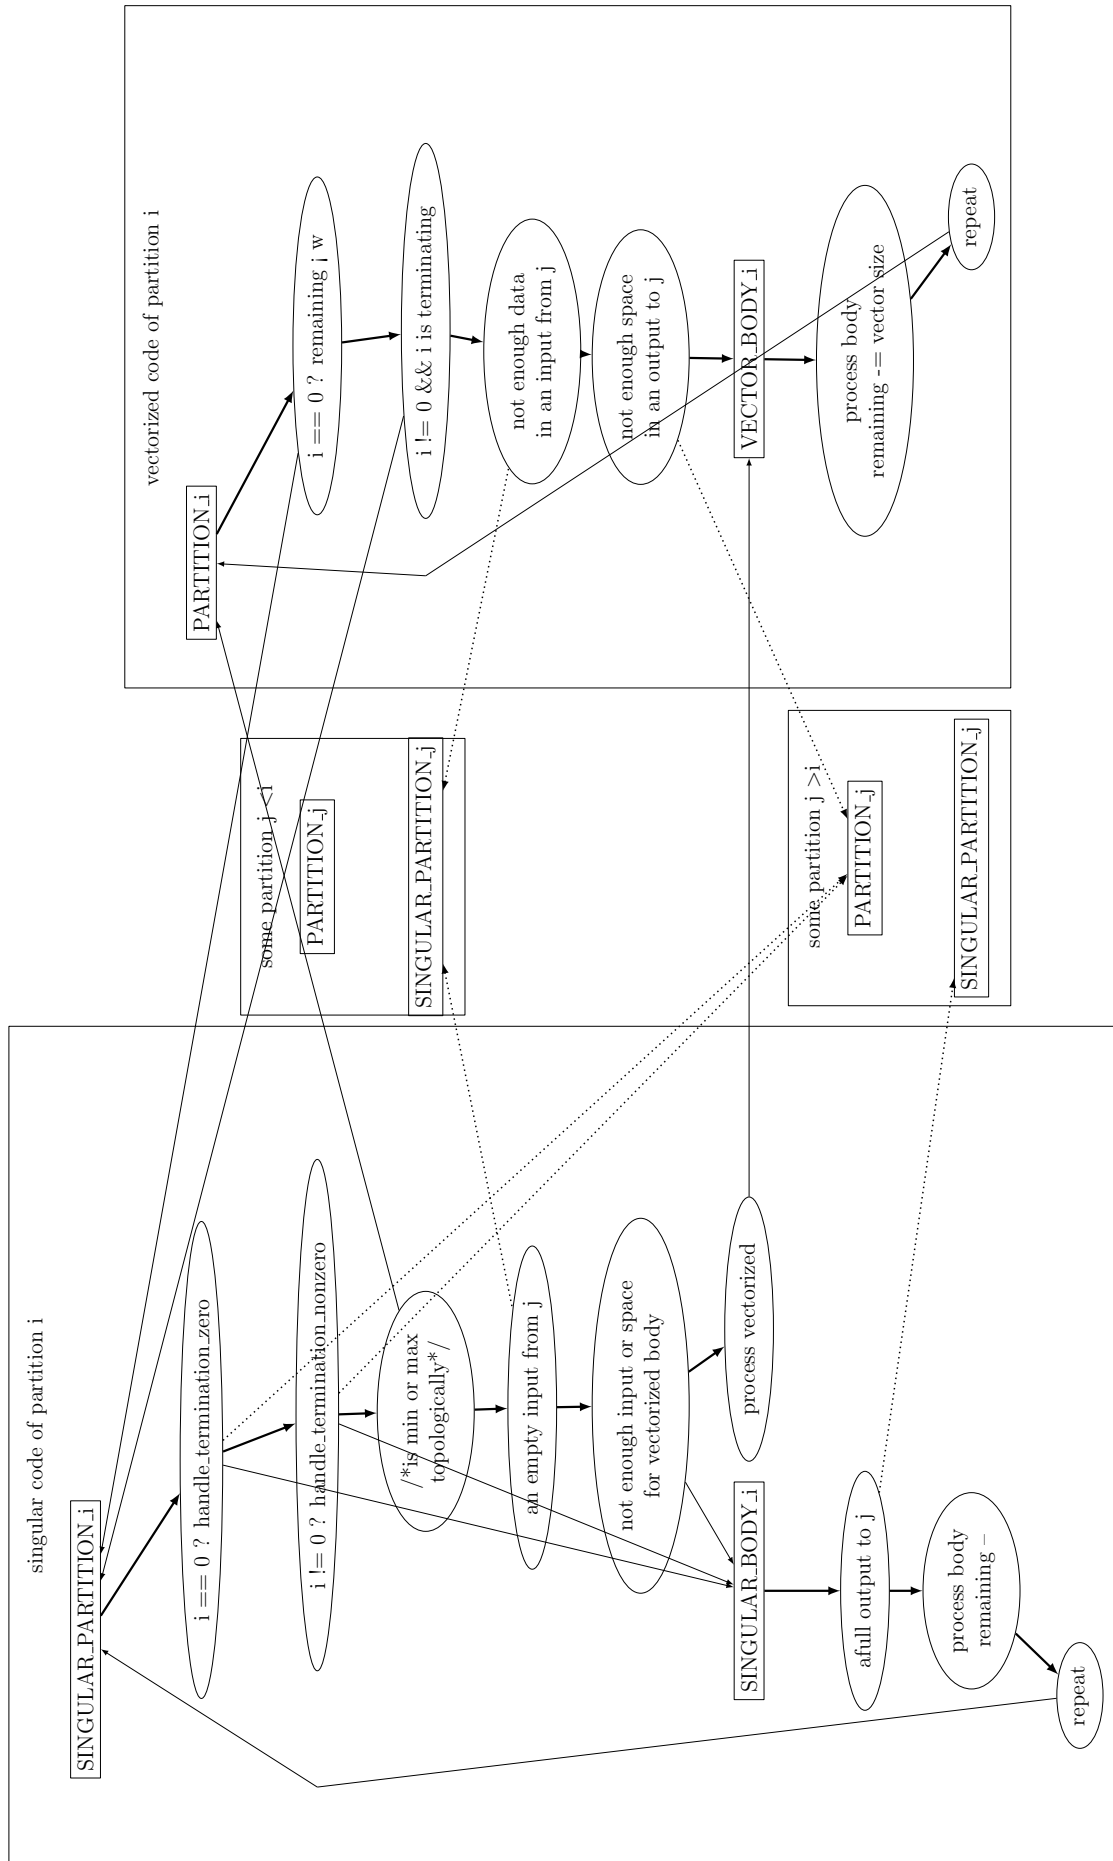 singular code of partition i
SINGULAR_PARTITION_i
i == 0 ? handle_termination_zero
i != 0 ? handle_termination_nonzero
/*is min or max
topologically*/
an empty input from j
not enough input or space
for vectorized body
process vectorized
SINGULAR_BODY_i
afull output to j
process body
remaining –
repeat
some partition j <i
PARTITION_j
SINGULAR_PARTITION_j
some partition j >i
PARTITION_j
SINGULAR_PARTITION_j
vectorized code of partition i
PARTITION_i
i == 0 ? remaining ¡ w
i != 0 && i is terminating
not enough data
in an input from j
not enough space
in an output to j
VECTOR_BODY_i
process body
remaining -= vector size
repeat